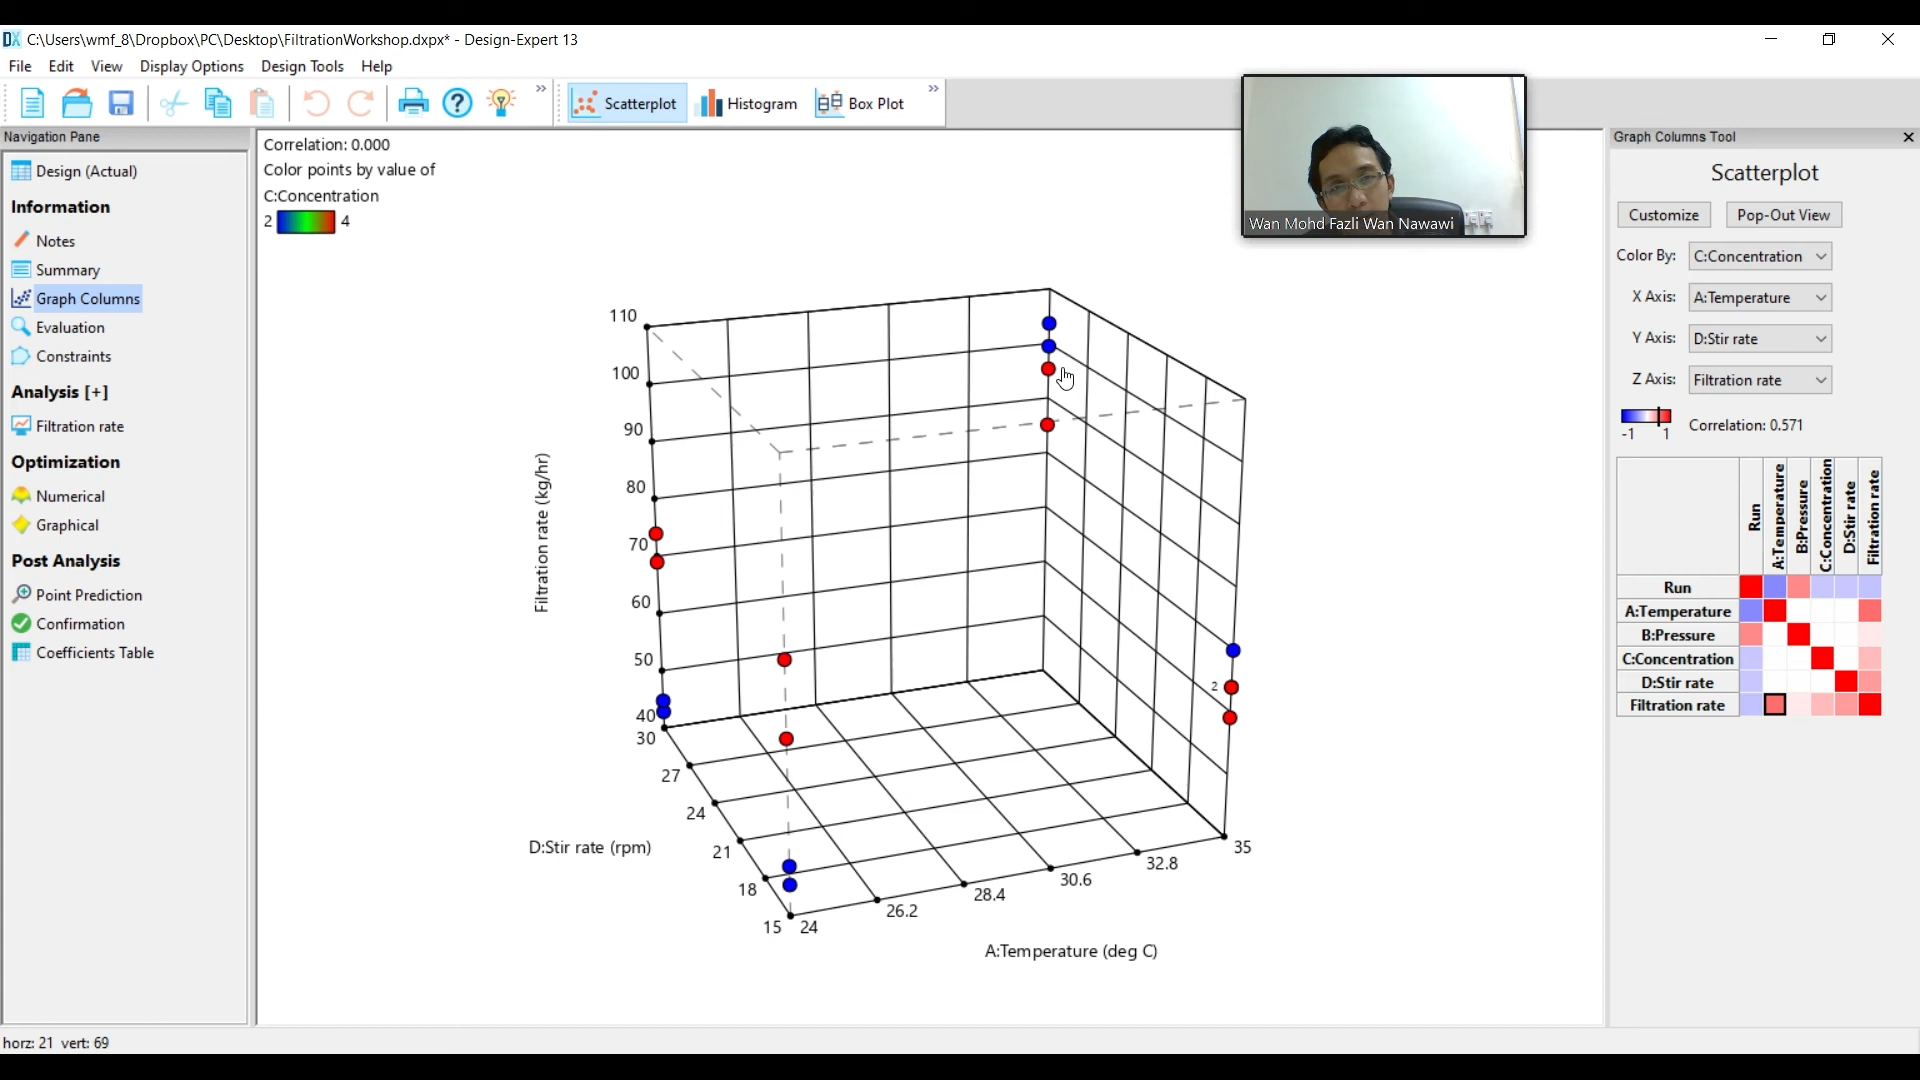 C:\Users\wmf_8\Dropbox\PC\Desktop\FiltrationWorkshop.dxpx* - Design-Expert 13
File Edit View Display Options Design Tools Help
Scatterplot Histogram Box Plot
Navigation Pane
Design (Actual)
Information
Notes
Summary
Graph Columns
Evaluation
Constraints
Analysis [+]
Filtration rate
Optimization
Numerical
Graphical
Post Analysis
Point Prediction
Confirmation
Coefficients Table
Correlation: 0.000
Color points by value of
C:Concentration
2 4
110
100
90
80
70
60
50
40
30
27
24
21
18
15
24
26.2
28.4
30.6
32.8
35
2
Filtration rate (kg/hr)
D:Stir rate (rpm)
A:Temperature (deg C)
Wan Mohd Fazli Wan Nawawi
Graph Columns Tool
Scatterplot
Customize Pop-Out View
Color By: C:Concentration
X Axis: A:Temperature
Y Axis: D:Stir rate
Z Axis: Filtration rate
-1 1 Correlation: 0.571
Run
A:Temperature
B:Pressure
C:Concentration
D:Stir rate
Filtration rate
Run
A:Temperature
B:Pressure
C:Concentration
D:Stir rate
Filtration rate
horz: 21 vert: 69